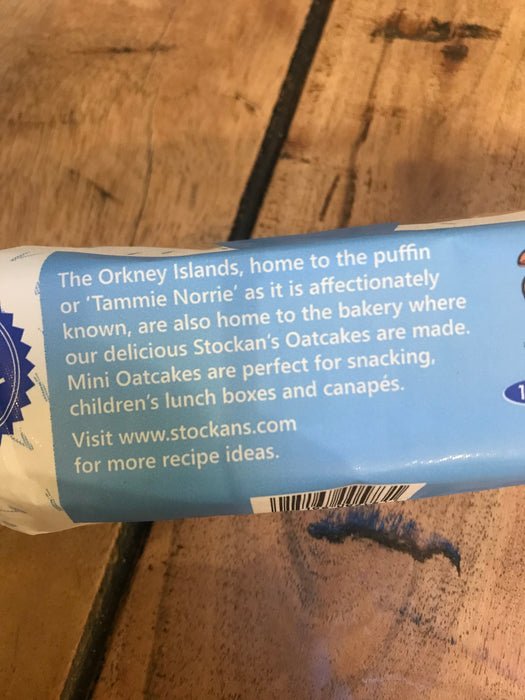 The Orkney Islands, home to the puffin
or 'Tammie Norrie' as it is affectionately
known, are also home to the bakery where
our delicious Stockan's Oatcakes are made.
Mini Oatcakes are perfect for snacking,
children's lunch boxes and canapés.
Visit www.stockans.com
for more recipe ideas.